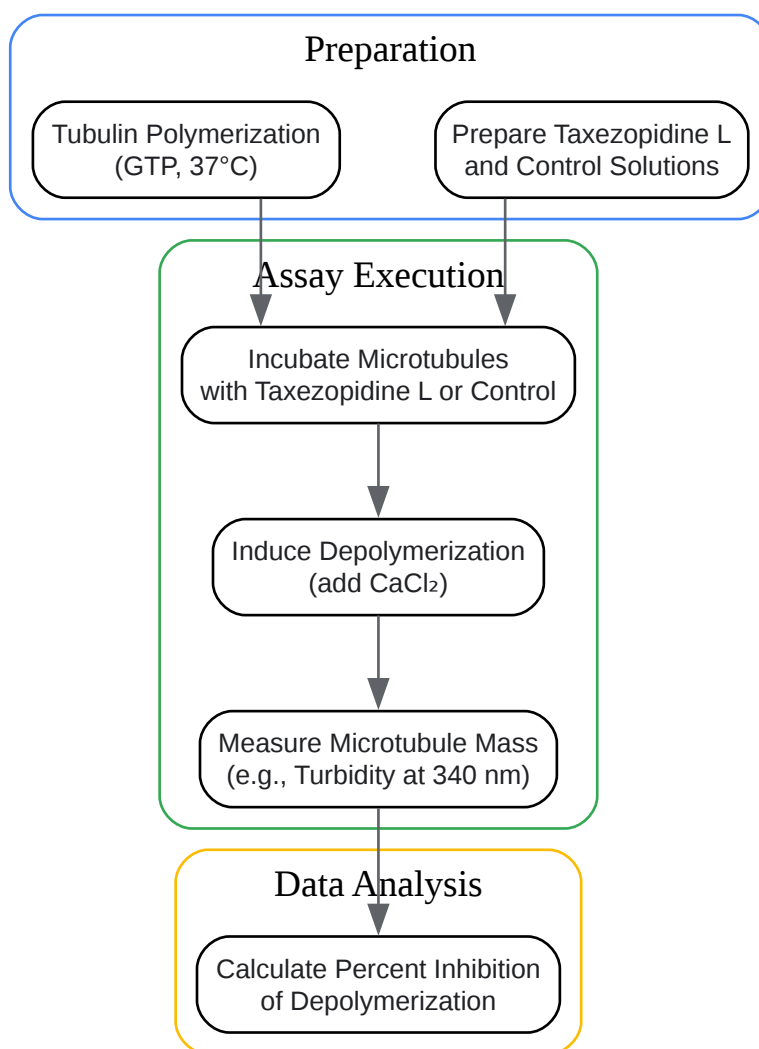 Preparation
Tubulin Polymerization
(GTP, 37°C)
Prepare Taxezopidine L
and Control Solutions
Assay Execution
Incubate Microtubules
with Taxezopidine L or Control
Induce Depolymerization
(add CaCl₂)
Measure Microtubule Mass
(e.g., Turbidity at 340 nm)
Data Analysis
Calculate Percent Inhibition
of Depolymerization